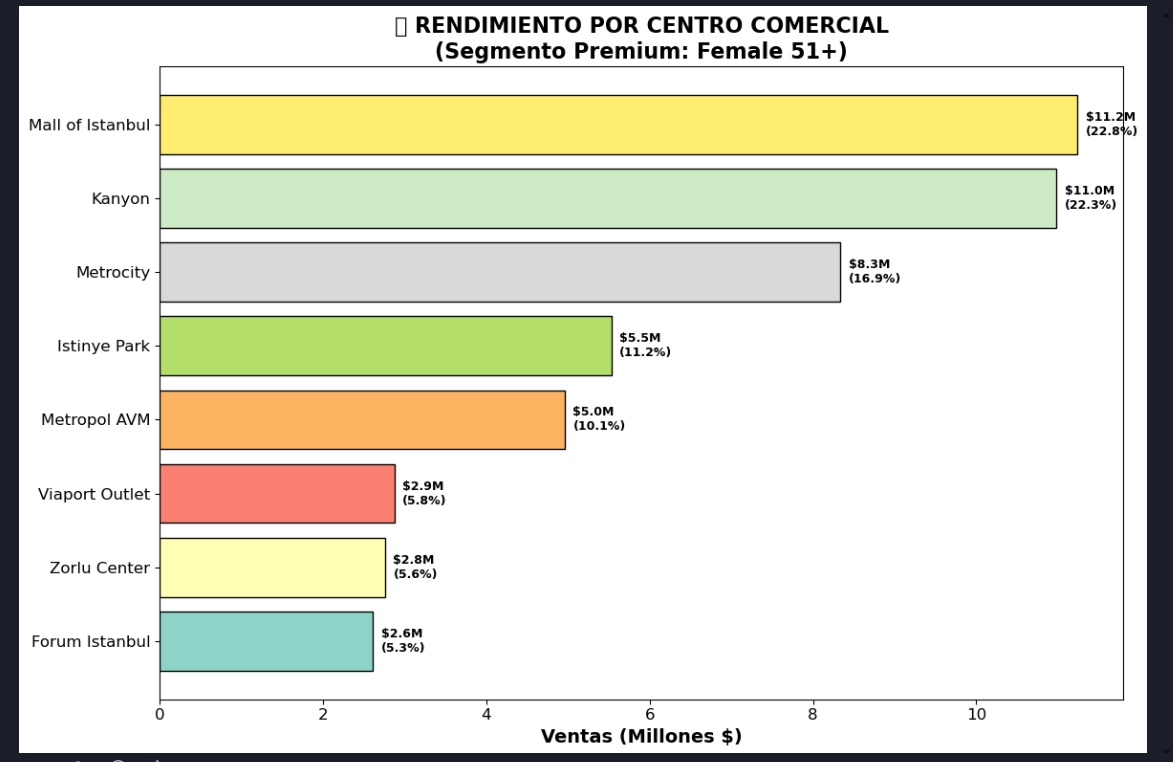 RENDIMIENTO POR CENTRO COMERCIAL
(Segmento Premium: Female 51+)
Mall of Istanbul
$11.2M
(22.8%)
Kanyon
$11.0M
(22.3%)
Metrocity
$8.3M
(16.9%)
Istinye Park
$5.5M
(11.2%)
Metropol AVM
$5.0M
(10.1%)
Viaport Outlet
$2.9M
(5.8%)
Zorlu Center
$2.8M
(5.6%)
Forum Istanbul
$2.6M
(5.3%)
0 2 4 6 8 10
Ventas (Millones $)